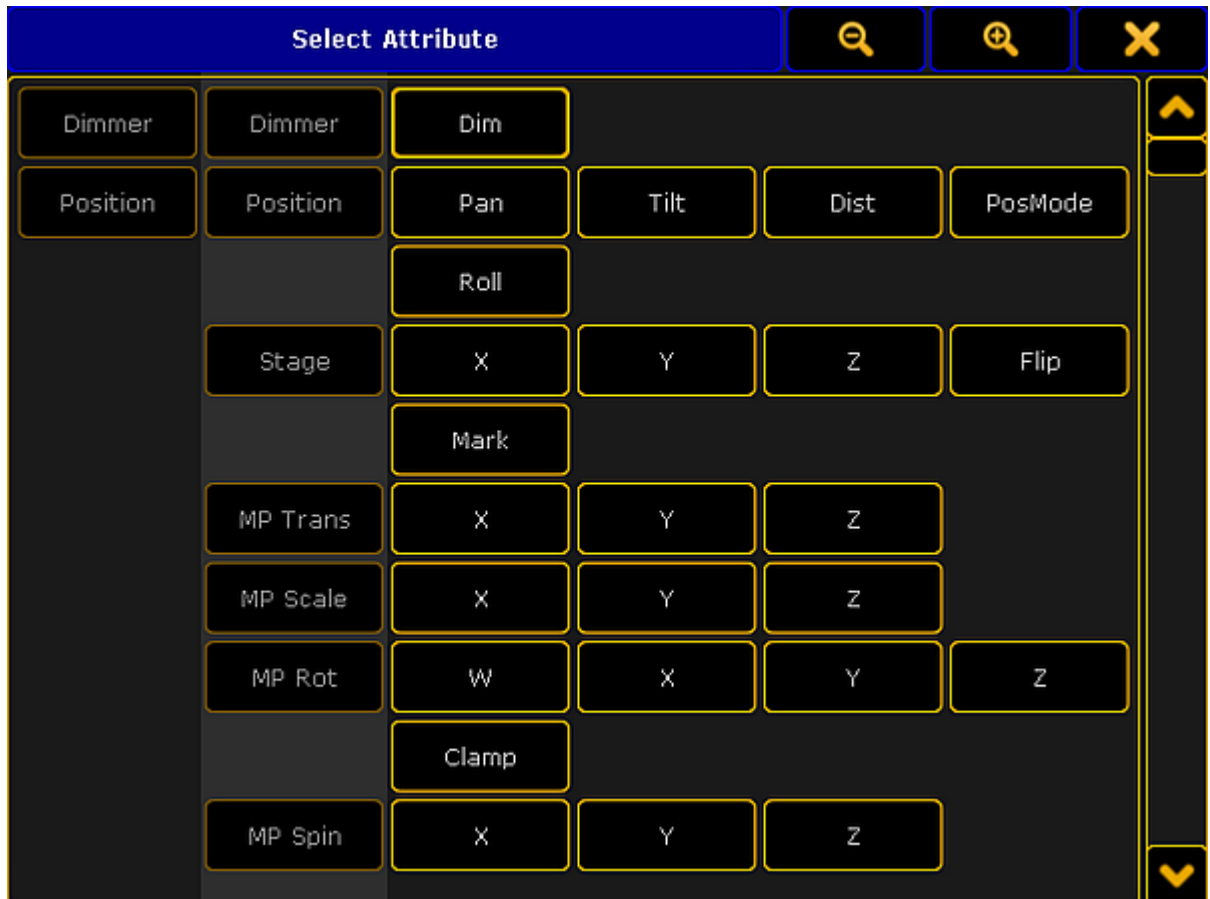 Select Attribute
Dimmer Dimmer Dim
Position Position Pan Tilt Dist PosMode
Roll
Stage X Y Z Flip
Mark
MP Trans X Y Z
MP Scale X Y Z
MP Rot W X Y Z
Clamp
MP Spin X Y Z